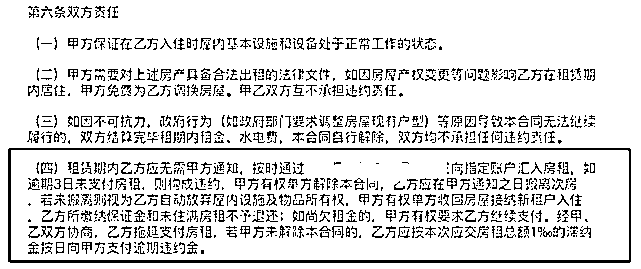 第六条双方责任
（一）甲方保证在乙方入住时屋内基本设施和设备处于正常工作的状态。
（二）甲方需要对上述房产具备合法出租的法律文件，如因房屋产权变更等问题影响乙方在租赁期
内居住，甲方免费为乙方调换房屋。甲乙双方互不承担违约责任。
（三）如因不可抗力，政府行为（如政府部门要求调整房屋现有户型）等原因导致本合同无法继续
履行的，双方结算完毕租期内租金、水电费，本合同自行解除，双方均不承担任何违约责任。
（四）租赁期内乙方应无需甲方通知，按时通过 向指定账户汇入房租，如
逾期3日未支付房租，则构成违约，甲方有权单方解除本合同，乙方应在甲方通知之日搬离次房
，若未搬离则视为乙方自动放弃屋内设施及物品所有权，甲方有权单方收回房屋接纳新租户入住
。乙方所缴纳保证金和未住满房租不予退还；如尚欠租金的，甲方有权要求乙方继续支付。经甲、
乙双方协商，乙方拖延支付房租，若甲方未解除本合同的，乙方应按本次应交房租总额1‰的滞纳
金按日向甲方支付逾期违约金。